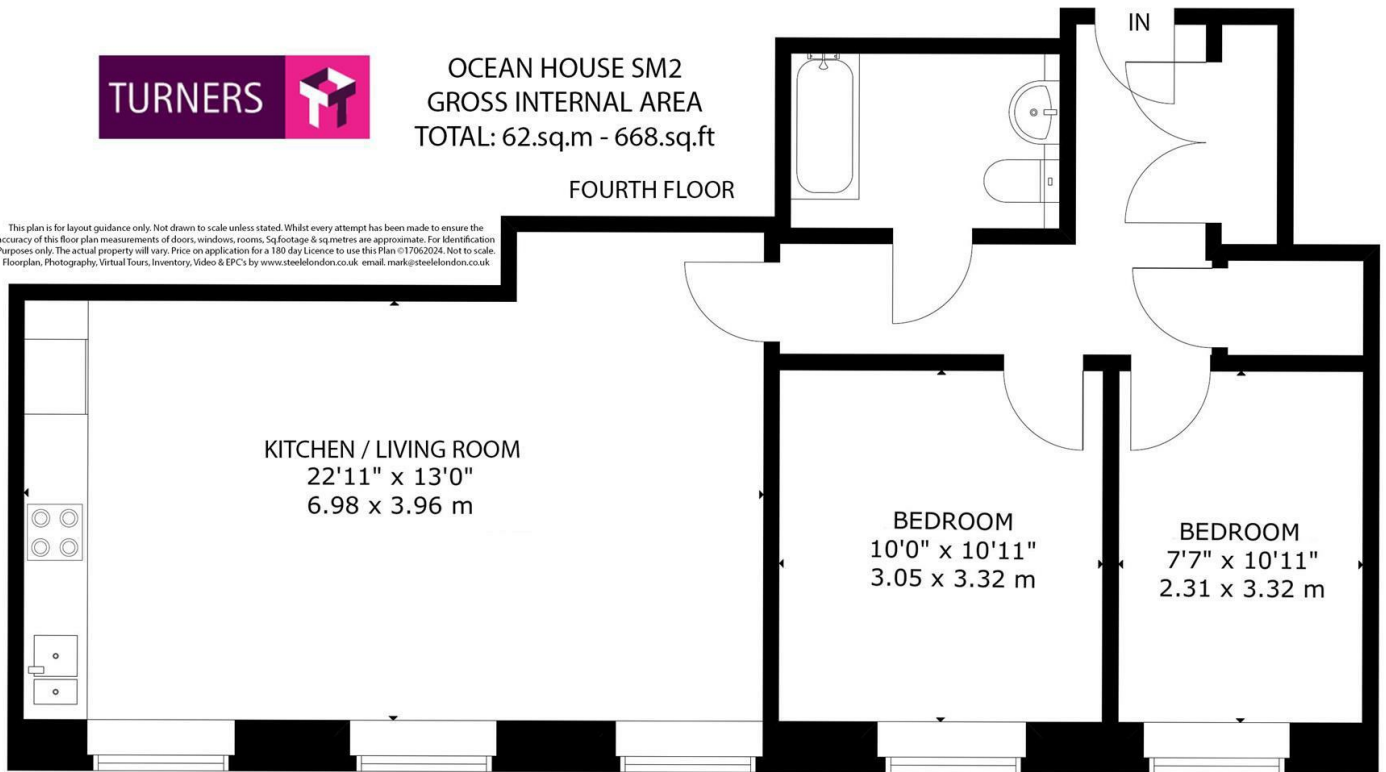 TURNERS
OCEAN HOUSE SM2
GROSS INTERNAL AREA
TOTAL: 62.sq.m - 668.sq.ft
FOURTH FLOOR
IN
This plan is for layout guidance only. Not drawn to scale unless stated. Whilst every attempt has been made to ensure the
accuracy of this floor plan measurements of doors, windows, rooms, Sq.footage & sq.metres are approximate. For Identification
Purposes only. The actual property will vary. Price on application for a 180 day Licence to use this Plan ©17062024. Not to scale.
Floorplan, Photography, Virtual Tours, Inventory, Video & EPC's by www.steelelondon.co.uk email. mark@steelelondon.co.uk
KITCHEN / LIVING ROOM
22'11" x 13'0"
6.98 x 3.96 m
BEDROOM
10'0" x 10'11"
3.05 x 3.32 m
BEDROOM
7'7" x 10'11"
2.31 x 3.32 m